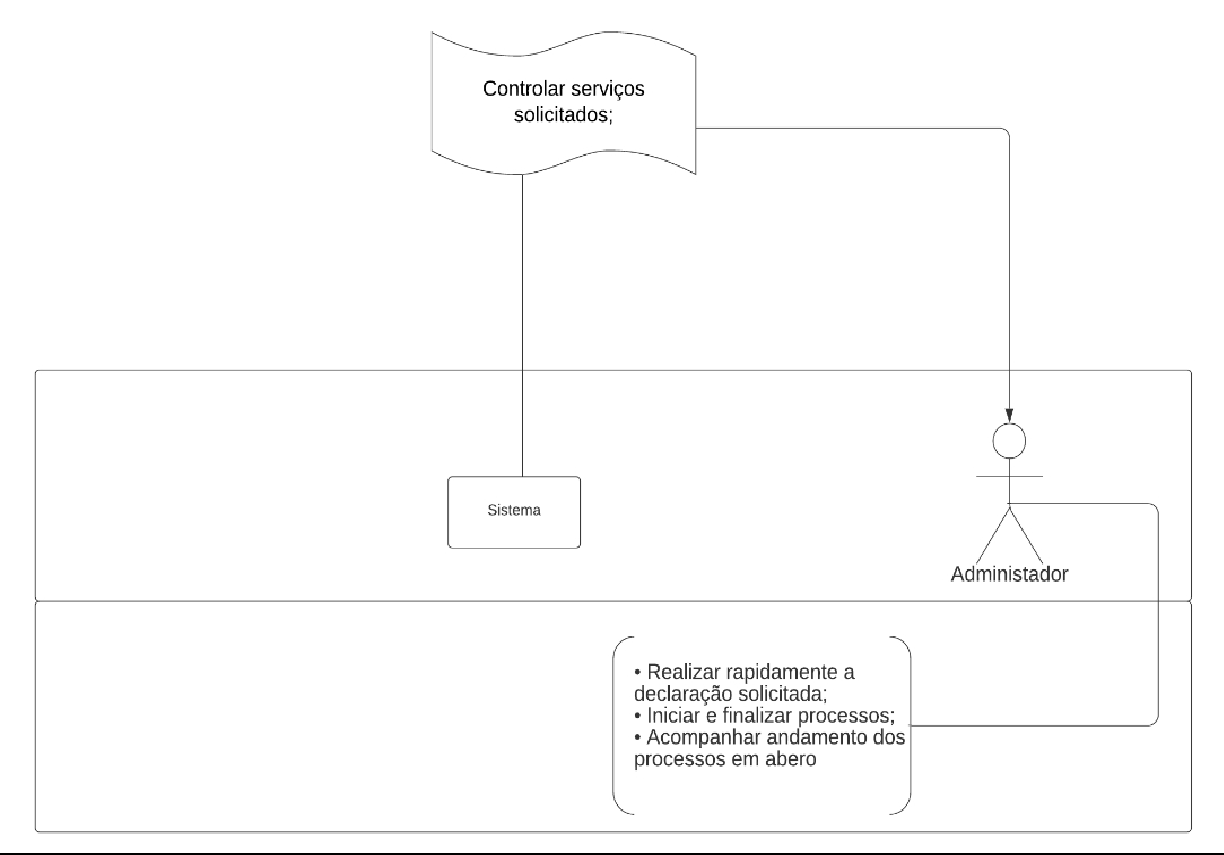 Controlar serviços
solicitados;
Sistema
Administador
• Realizar rapidamente a
declaração solicitada;
• Iniciar e finalizar processos;
• Acompanhar andamento dos
processos em abero